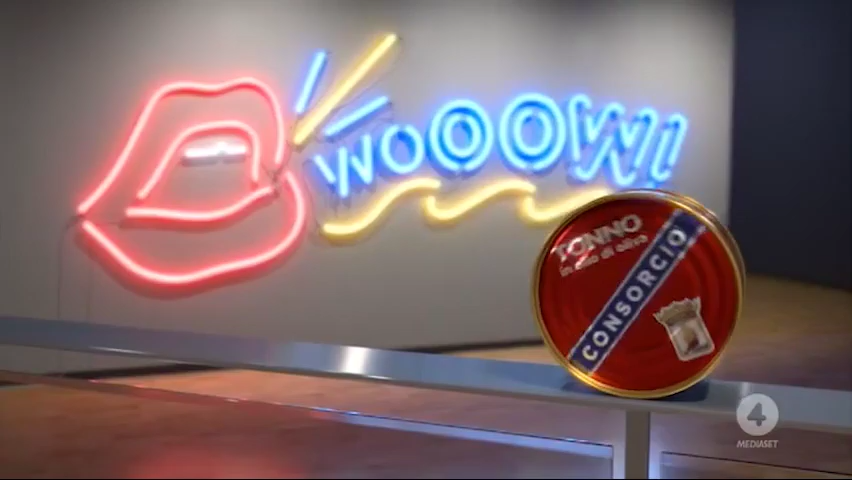 WOOOW!
TONNO
in olio di oliva
CONSORCIO
4
MEDIASET